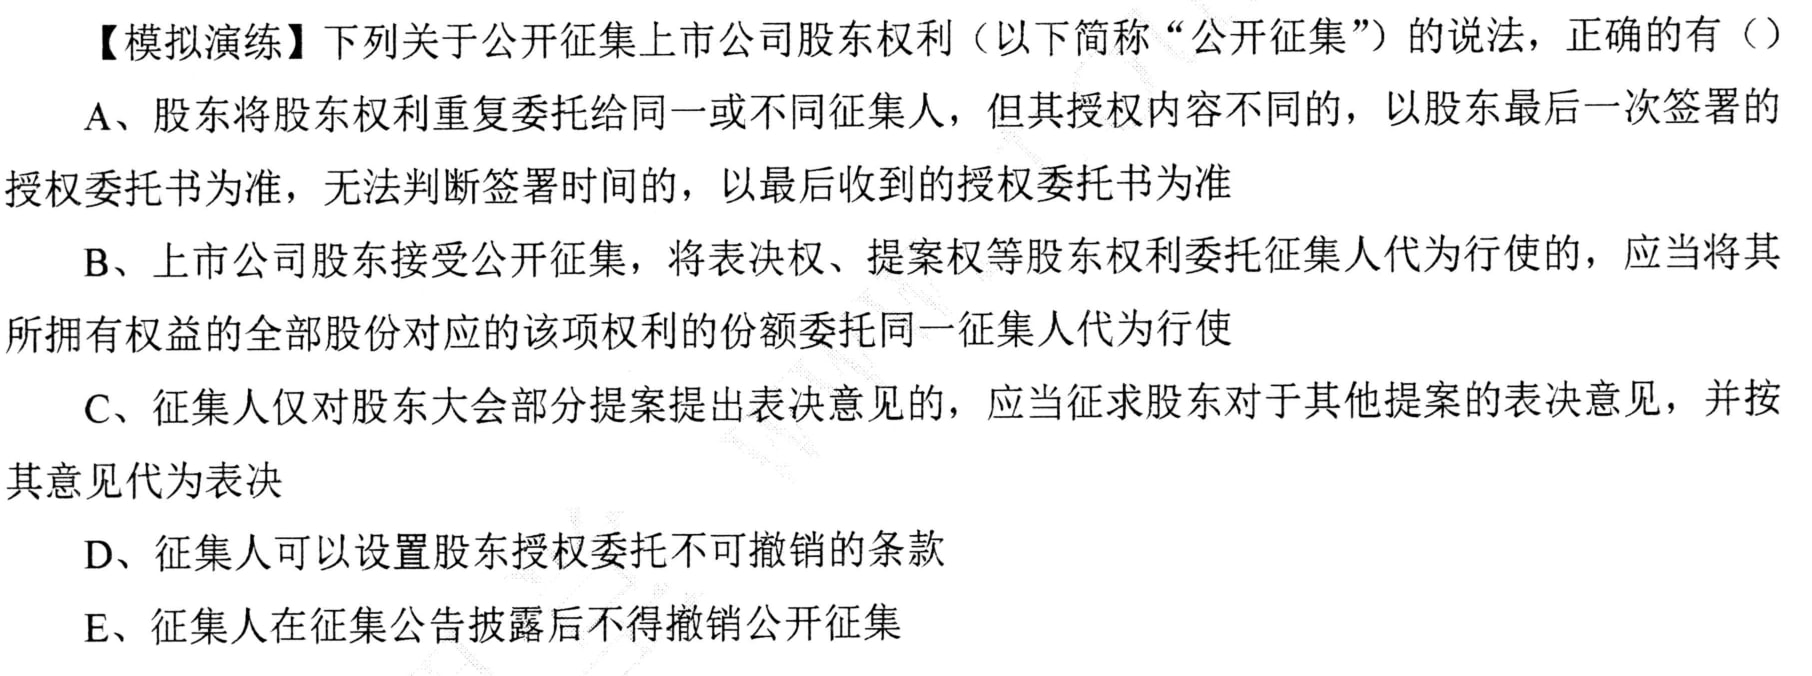 【模拟演练】下列关于公开征集上市公司股东权利（以下简称“公开征集”）的说法，正确的有（）
A、股东将股东权利重复委托给同一或不同征集人，但其授权内容不同的，以股东最后一次签署的
授权委托书为准，无法判断签署时间的，以最后收到的授权委托书为准
B、上市公司股东接受公开征集，将表决权、提案权等股东权利委托征集人代为行使的，应当将其
所拥有权益的全部股份对应的该项权利的份额委托同一征集人代为行使
C、征集人仅对股东大会部分提案提出表决意见的，应当征求股东对于其他提案的表决意见，并按
其意见代为表决
D、征集人可以设置股东授权委托不可撤销的条款
E、征集人在征集公告披露后不得撤销公开征集